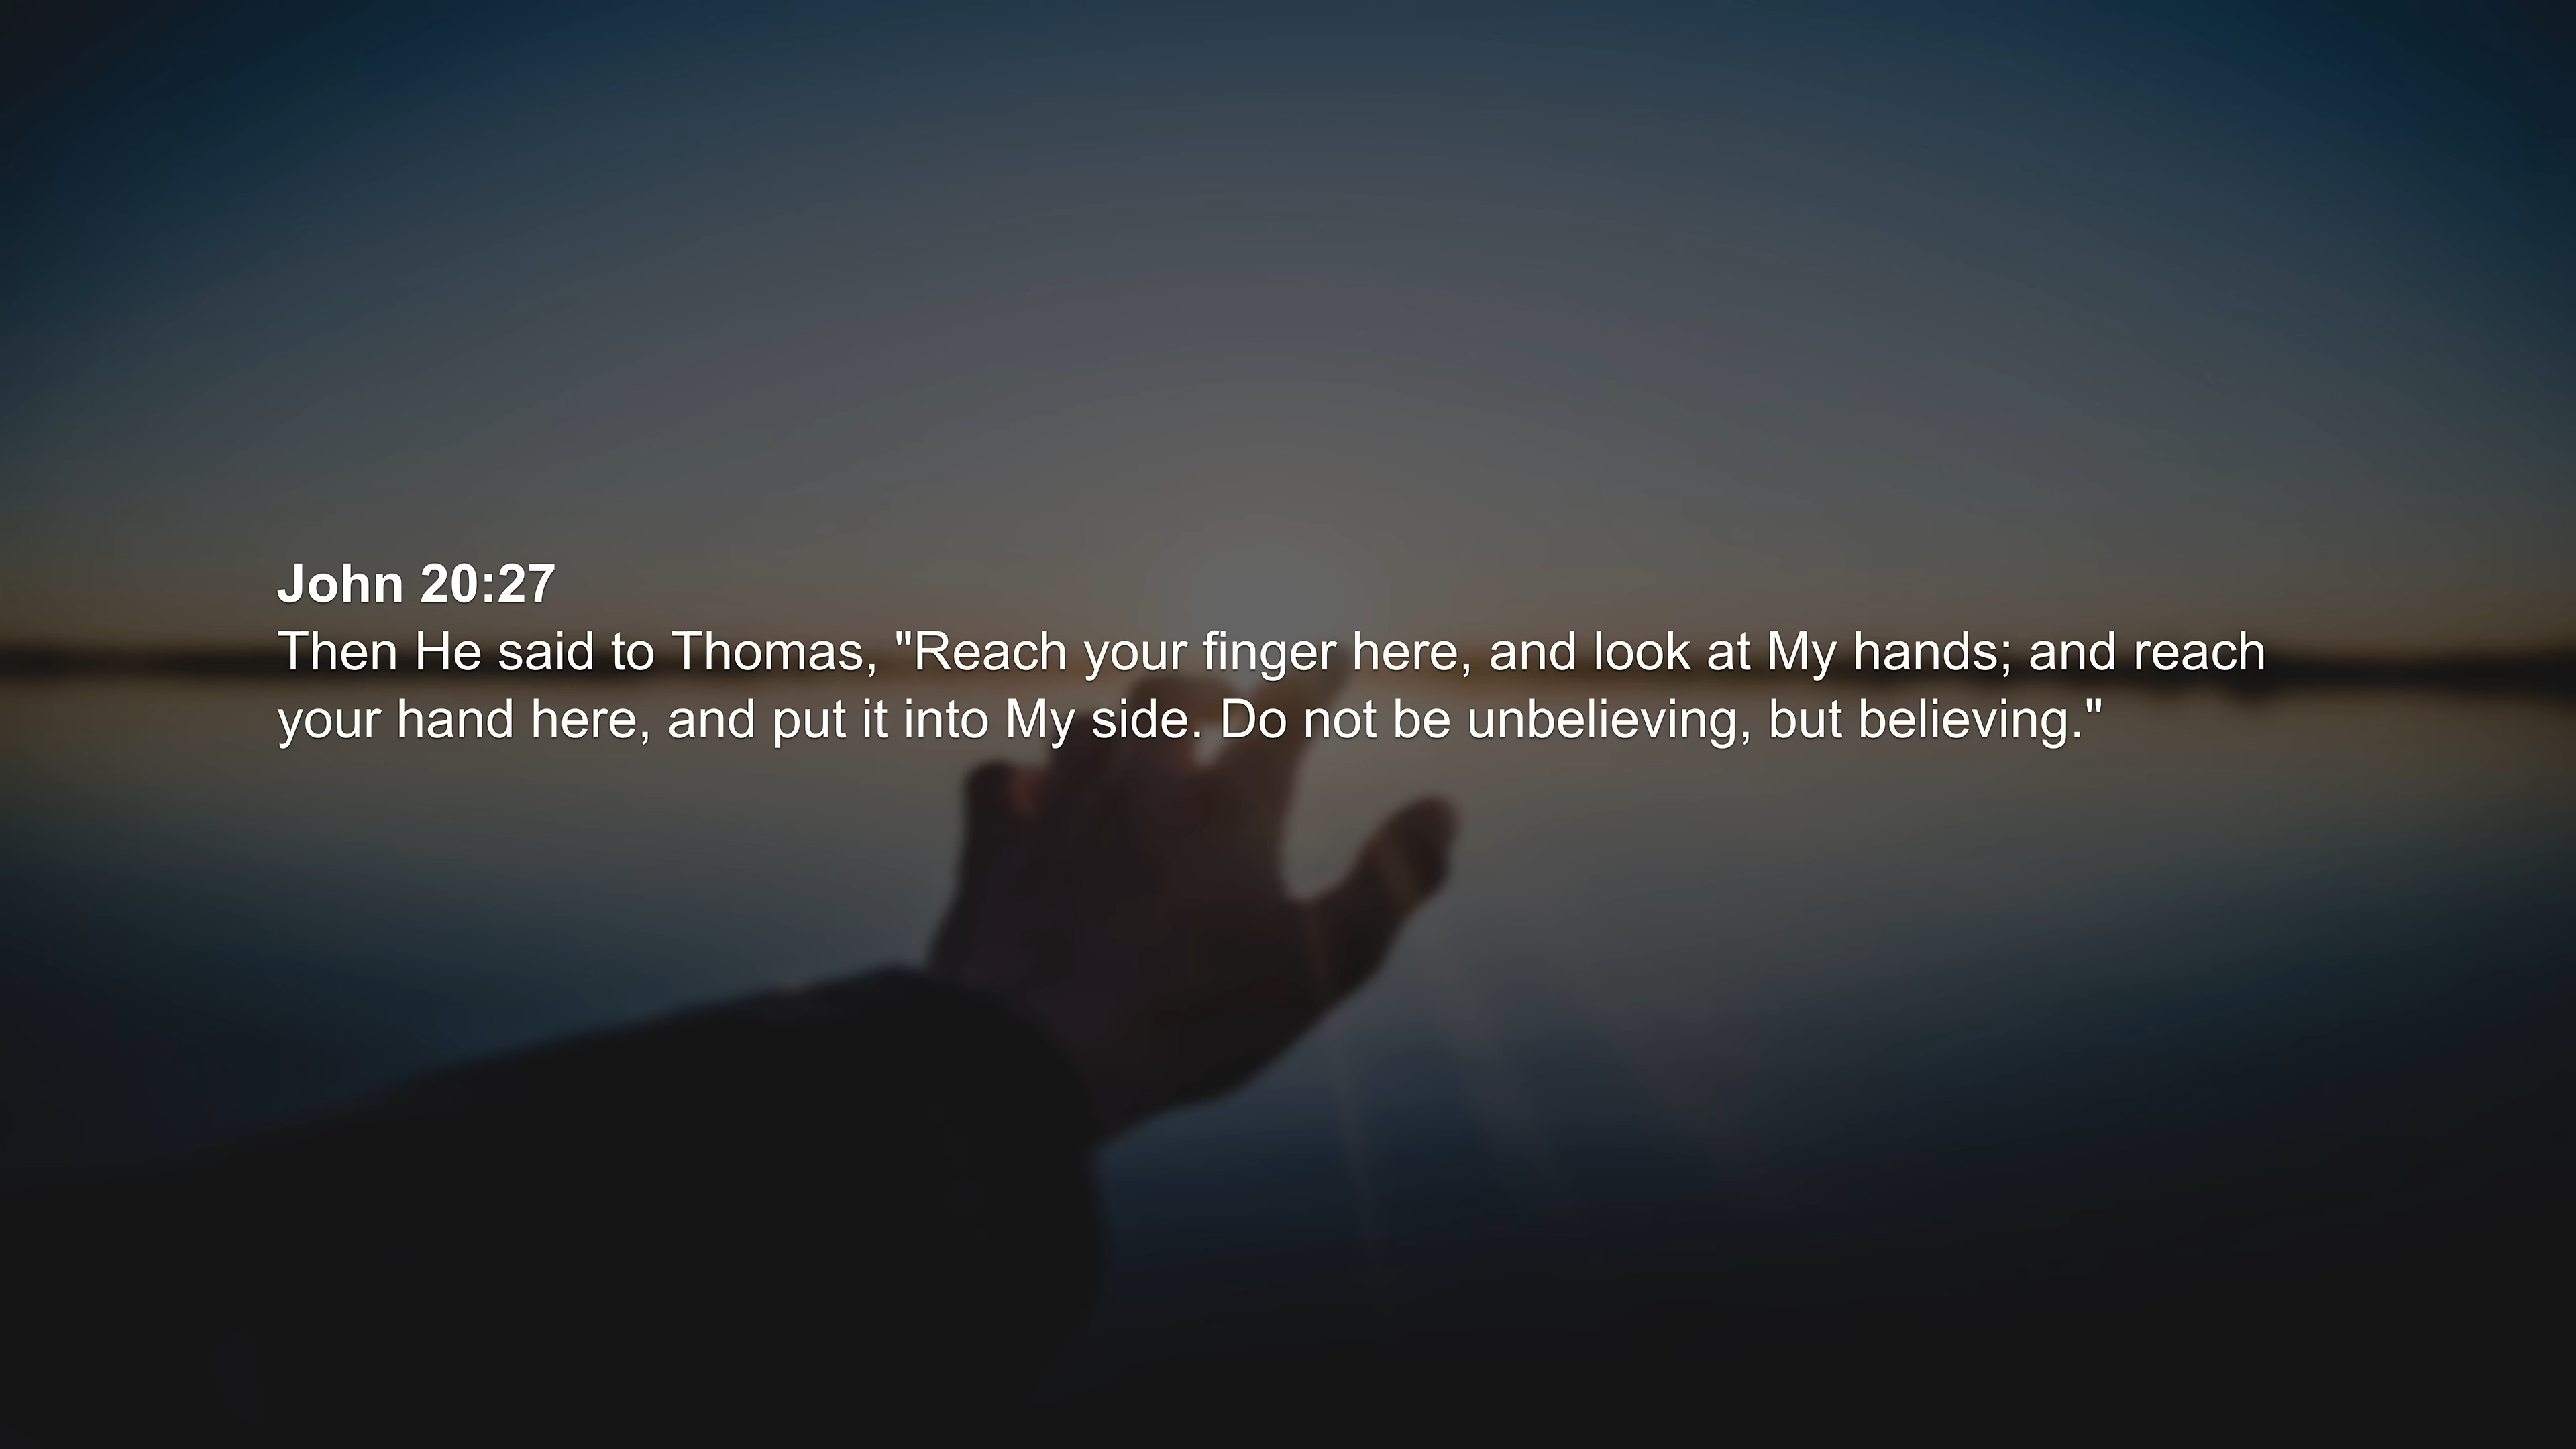 John 20:27
Then He said to Thomas, "Reach your finger here, and look at My hands; and reach
your hand here, and put it into My side. Do not be unbelieving, but believing."